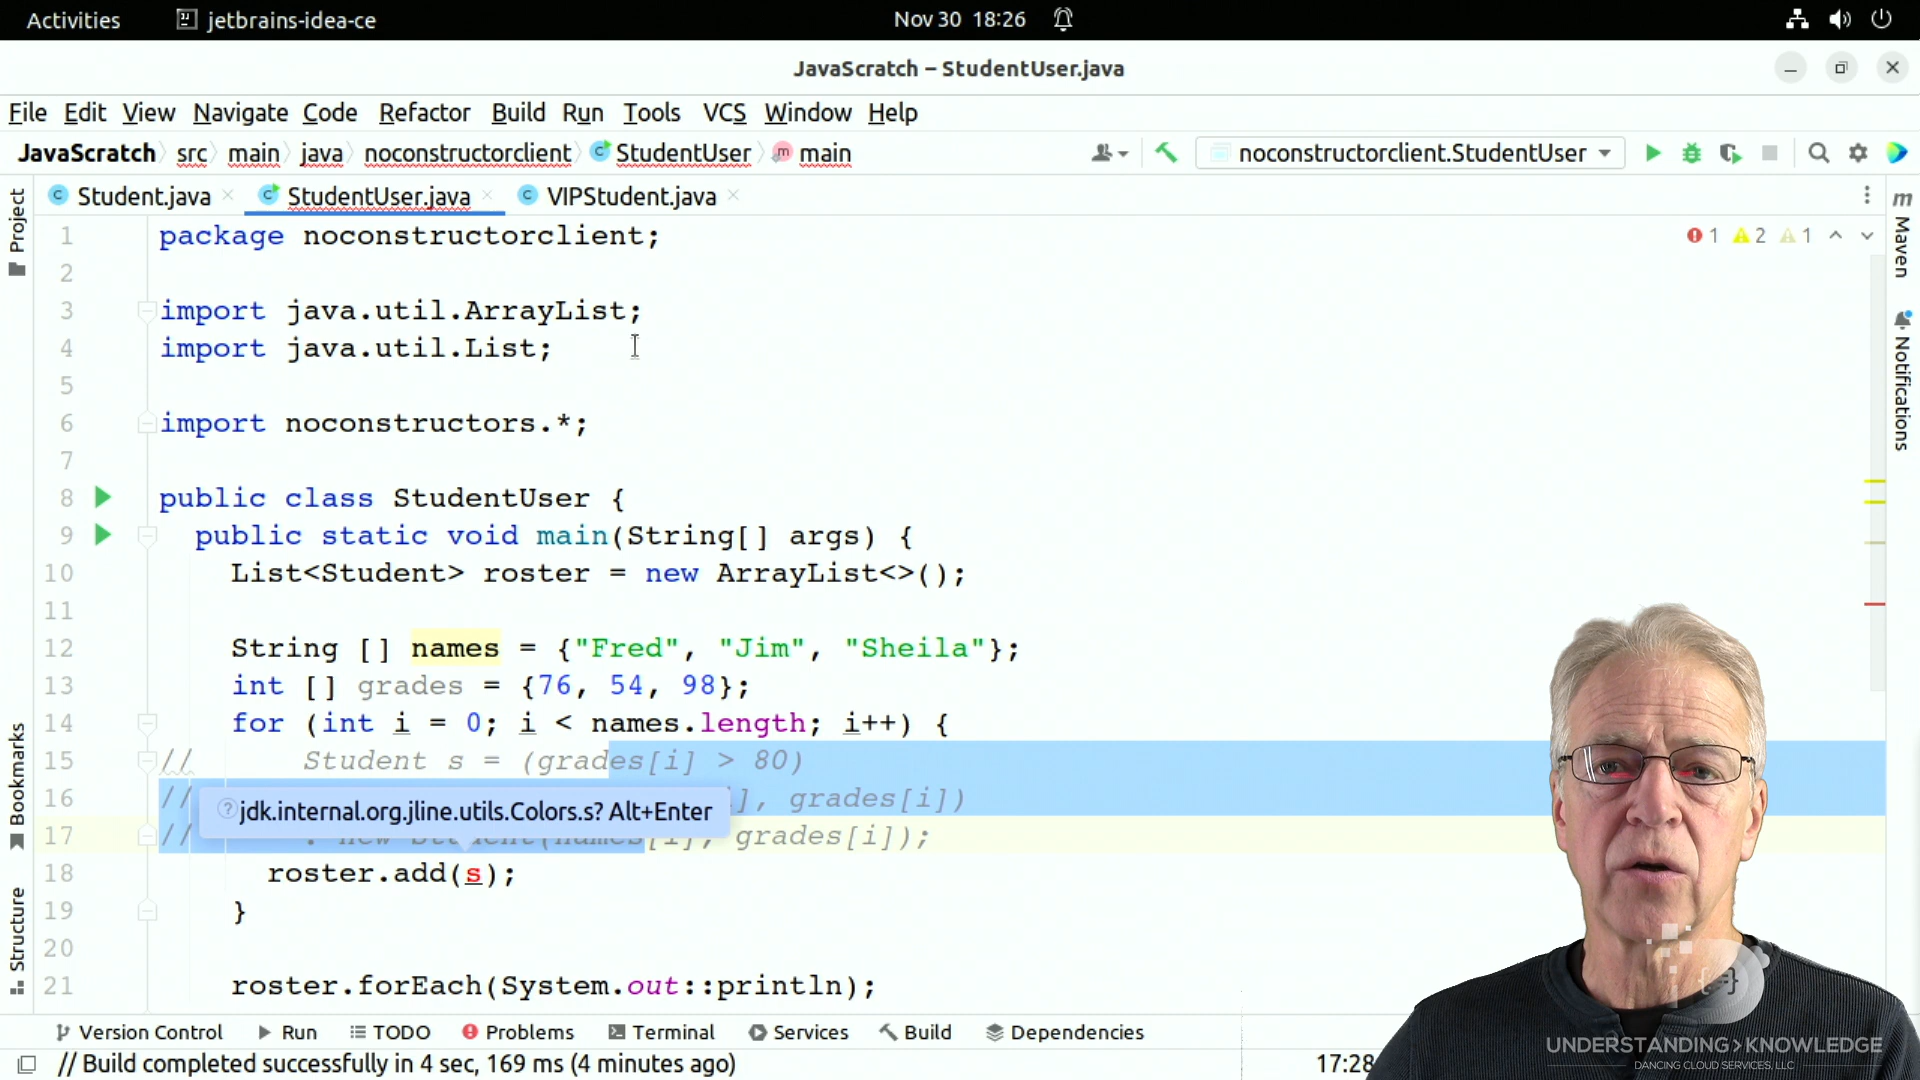 Activities
jetbrains-idea-ce
Nov 30 18:26
JavaScratch – StudentUser.java
File Edit View Navigate Code Refactor Build Run Tools VCS Window Help
JavaScratch src main java noconstructorclient StudentUser main
noconstructorclient.StudentUser
Student.java StudentUser.java VIPStudent.java
Project
Maven
Notifications
Bookmarks
Structure
1 2 1
1 package noconstructorclient;
2
3 import java.util.ArrayList;
4 import java.util.List;
5
6 import noconstructors.*;
7
8 public class StudentUser {
9 public static void main(String[] args) {
10 List<Student> roster = new ArrayList<>();
11
12 String [] names = {"Fred", "Jim", "Sheila"};
13 int [] grades = {76, 54, 98};
14 for (int i = 0; i < names.length; i++) {
15 // Student s = (grades[i] > 80)
16 // ], grades[i])
jdk.internal.org.jline.utils.Colors.s? Alt+Enter
17 // : new Student(names[i], grades[i]);
18 roster.add(s);
19 }
20
21 roster.forEach(System.out::println);
Version Control Run TODO Problems Terminal Services Build Dependencies
// Build completed successfully in 4 sec, 169 ms (4 minutes ago)
17:28
{=}
UNDERSTANDING>KNOWLEDGE
DANCING CLOUD SERVICES, LLC